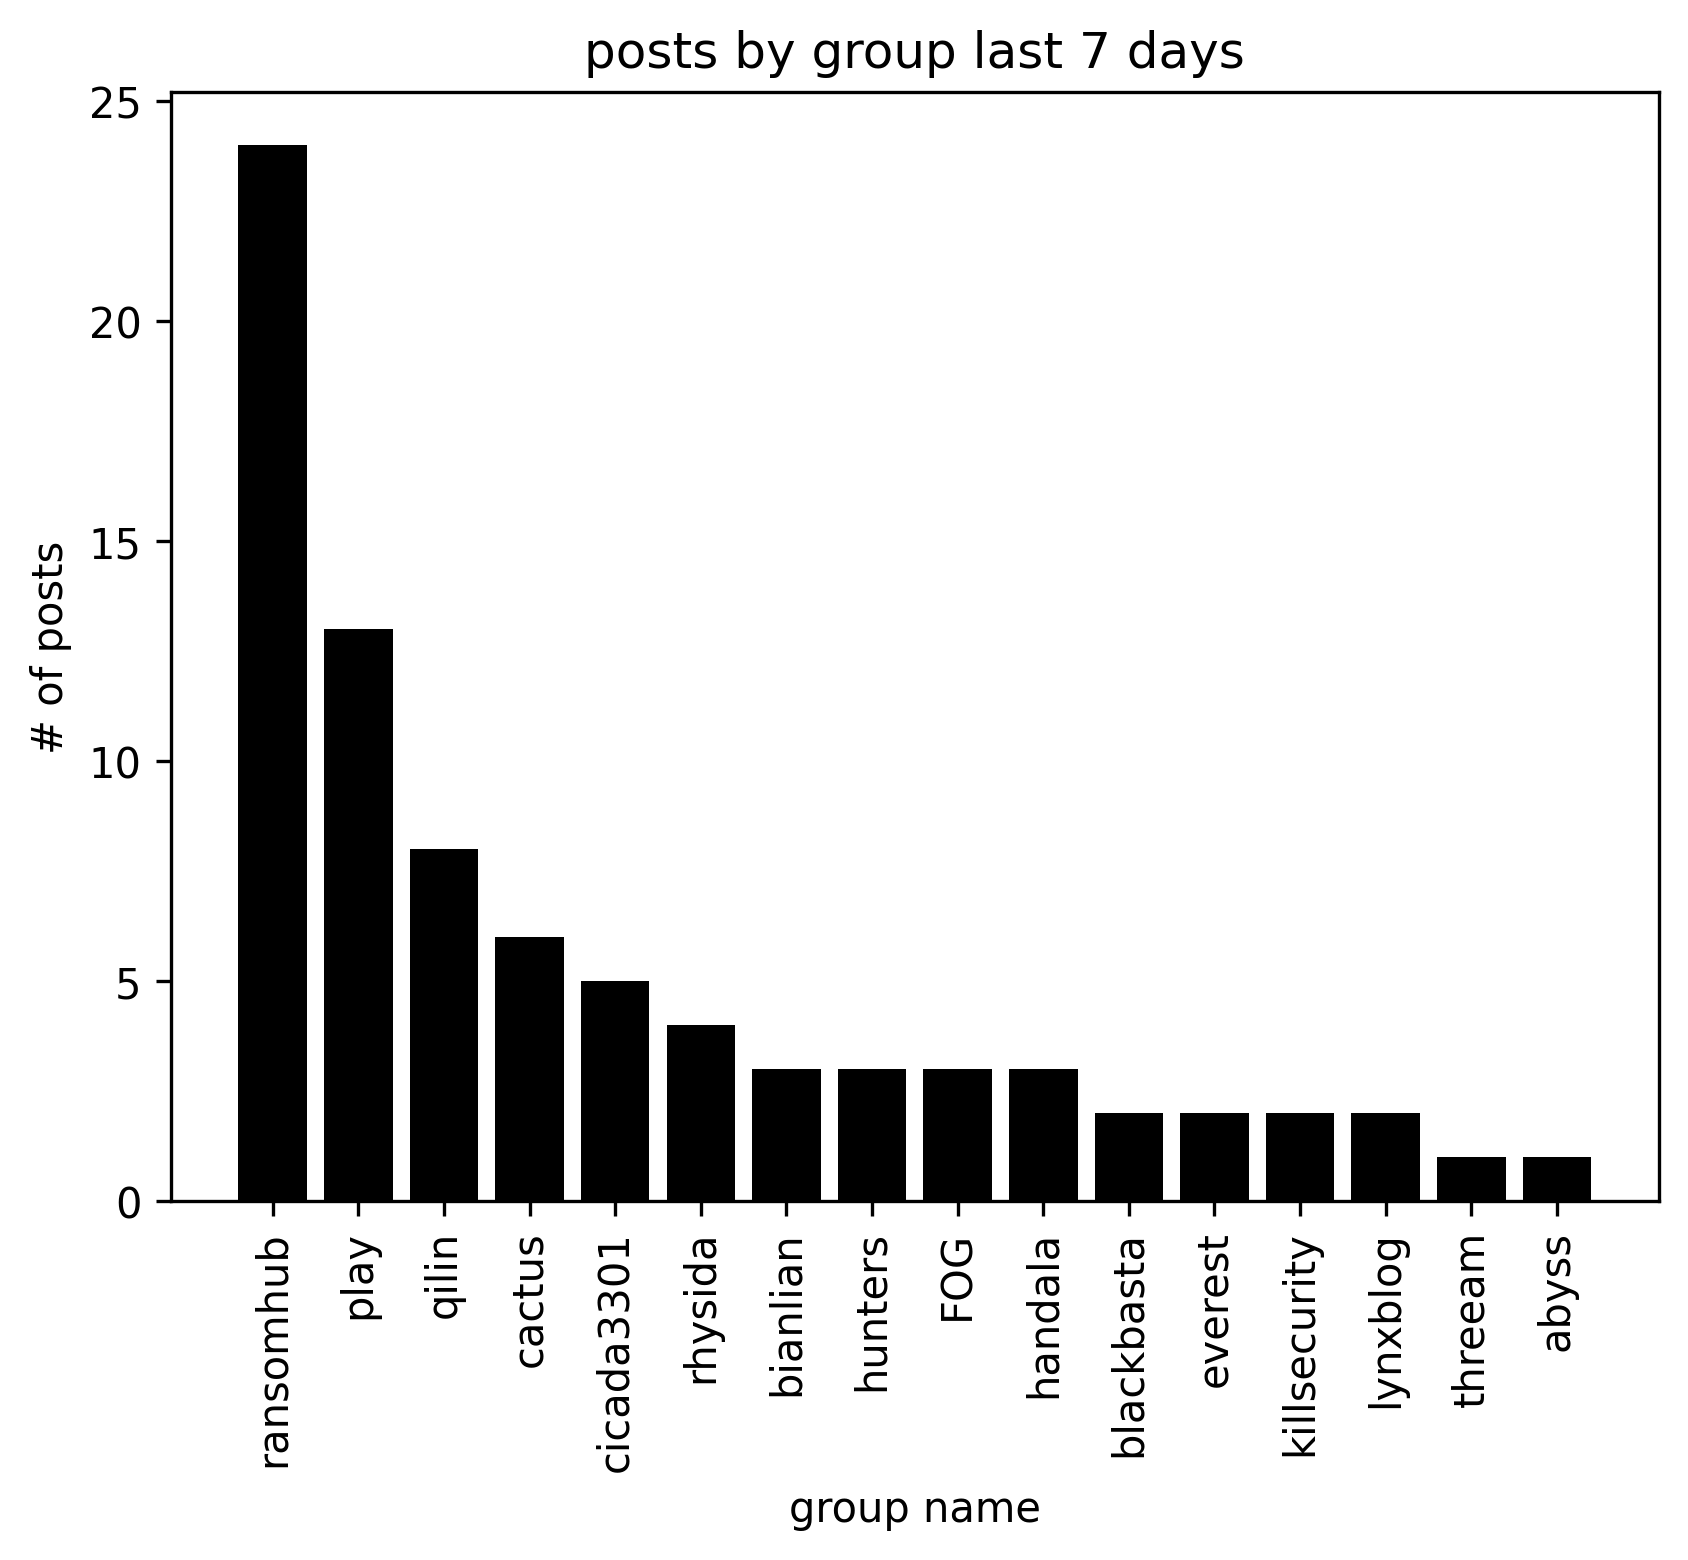 posts by group last 7 days
25
20
15
10
5
0
# of posts
ransomhub
play
qilin
cactus
cicada3301
rhysida
bianlian
hunters
FOG
handala
blackbasta
everest
killsecurity
lynxblog
threeam
abyss
group name